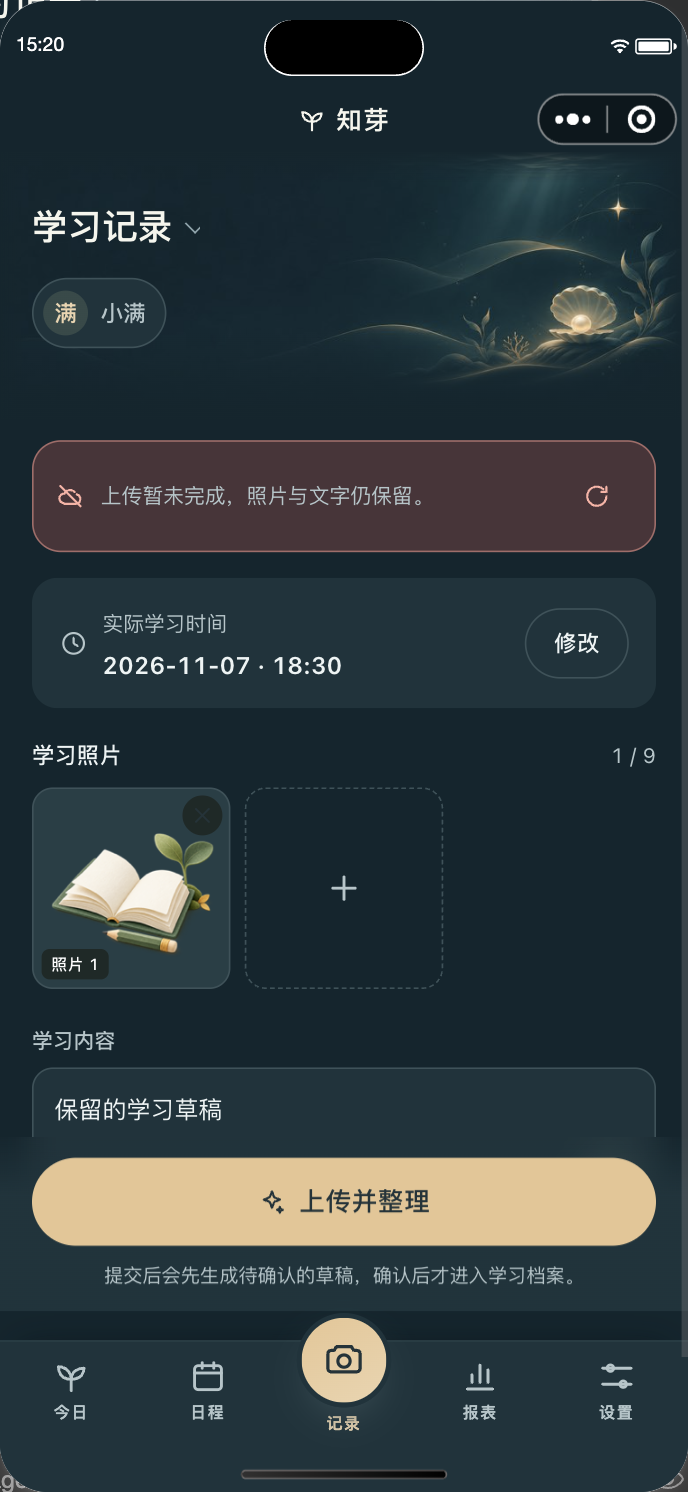 15:20
知芽
学习记录
满 小满
上传暂未完成，照片与文字仍保留。
实际学习时间
2026-11-07 · 18:30
修改
学习照片
1 / 9
照片 1
学习内容
保留的学习草稿
上传并整理
提交后会先生成待确认的草稿，确认后才进入学习档案。
今日
日程
记录
报表
设置